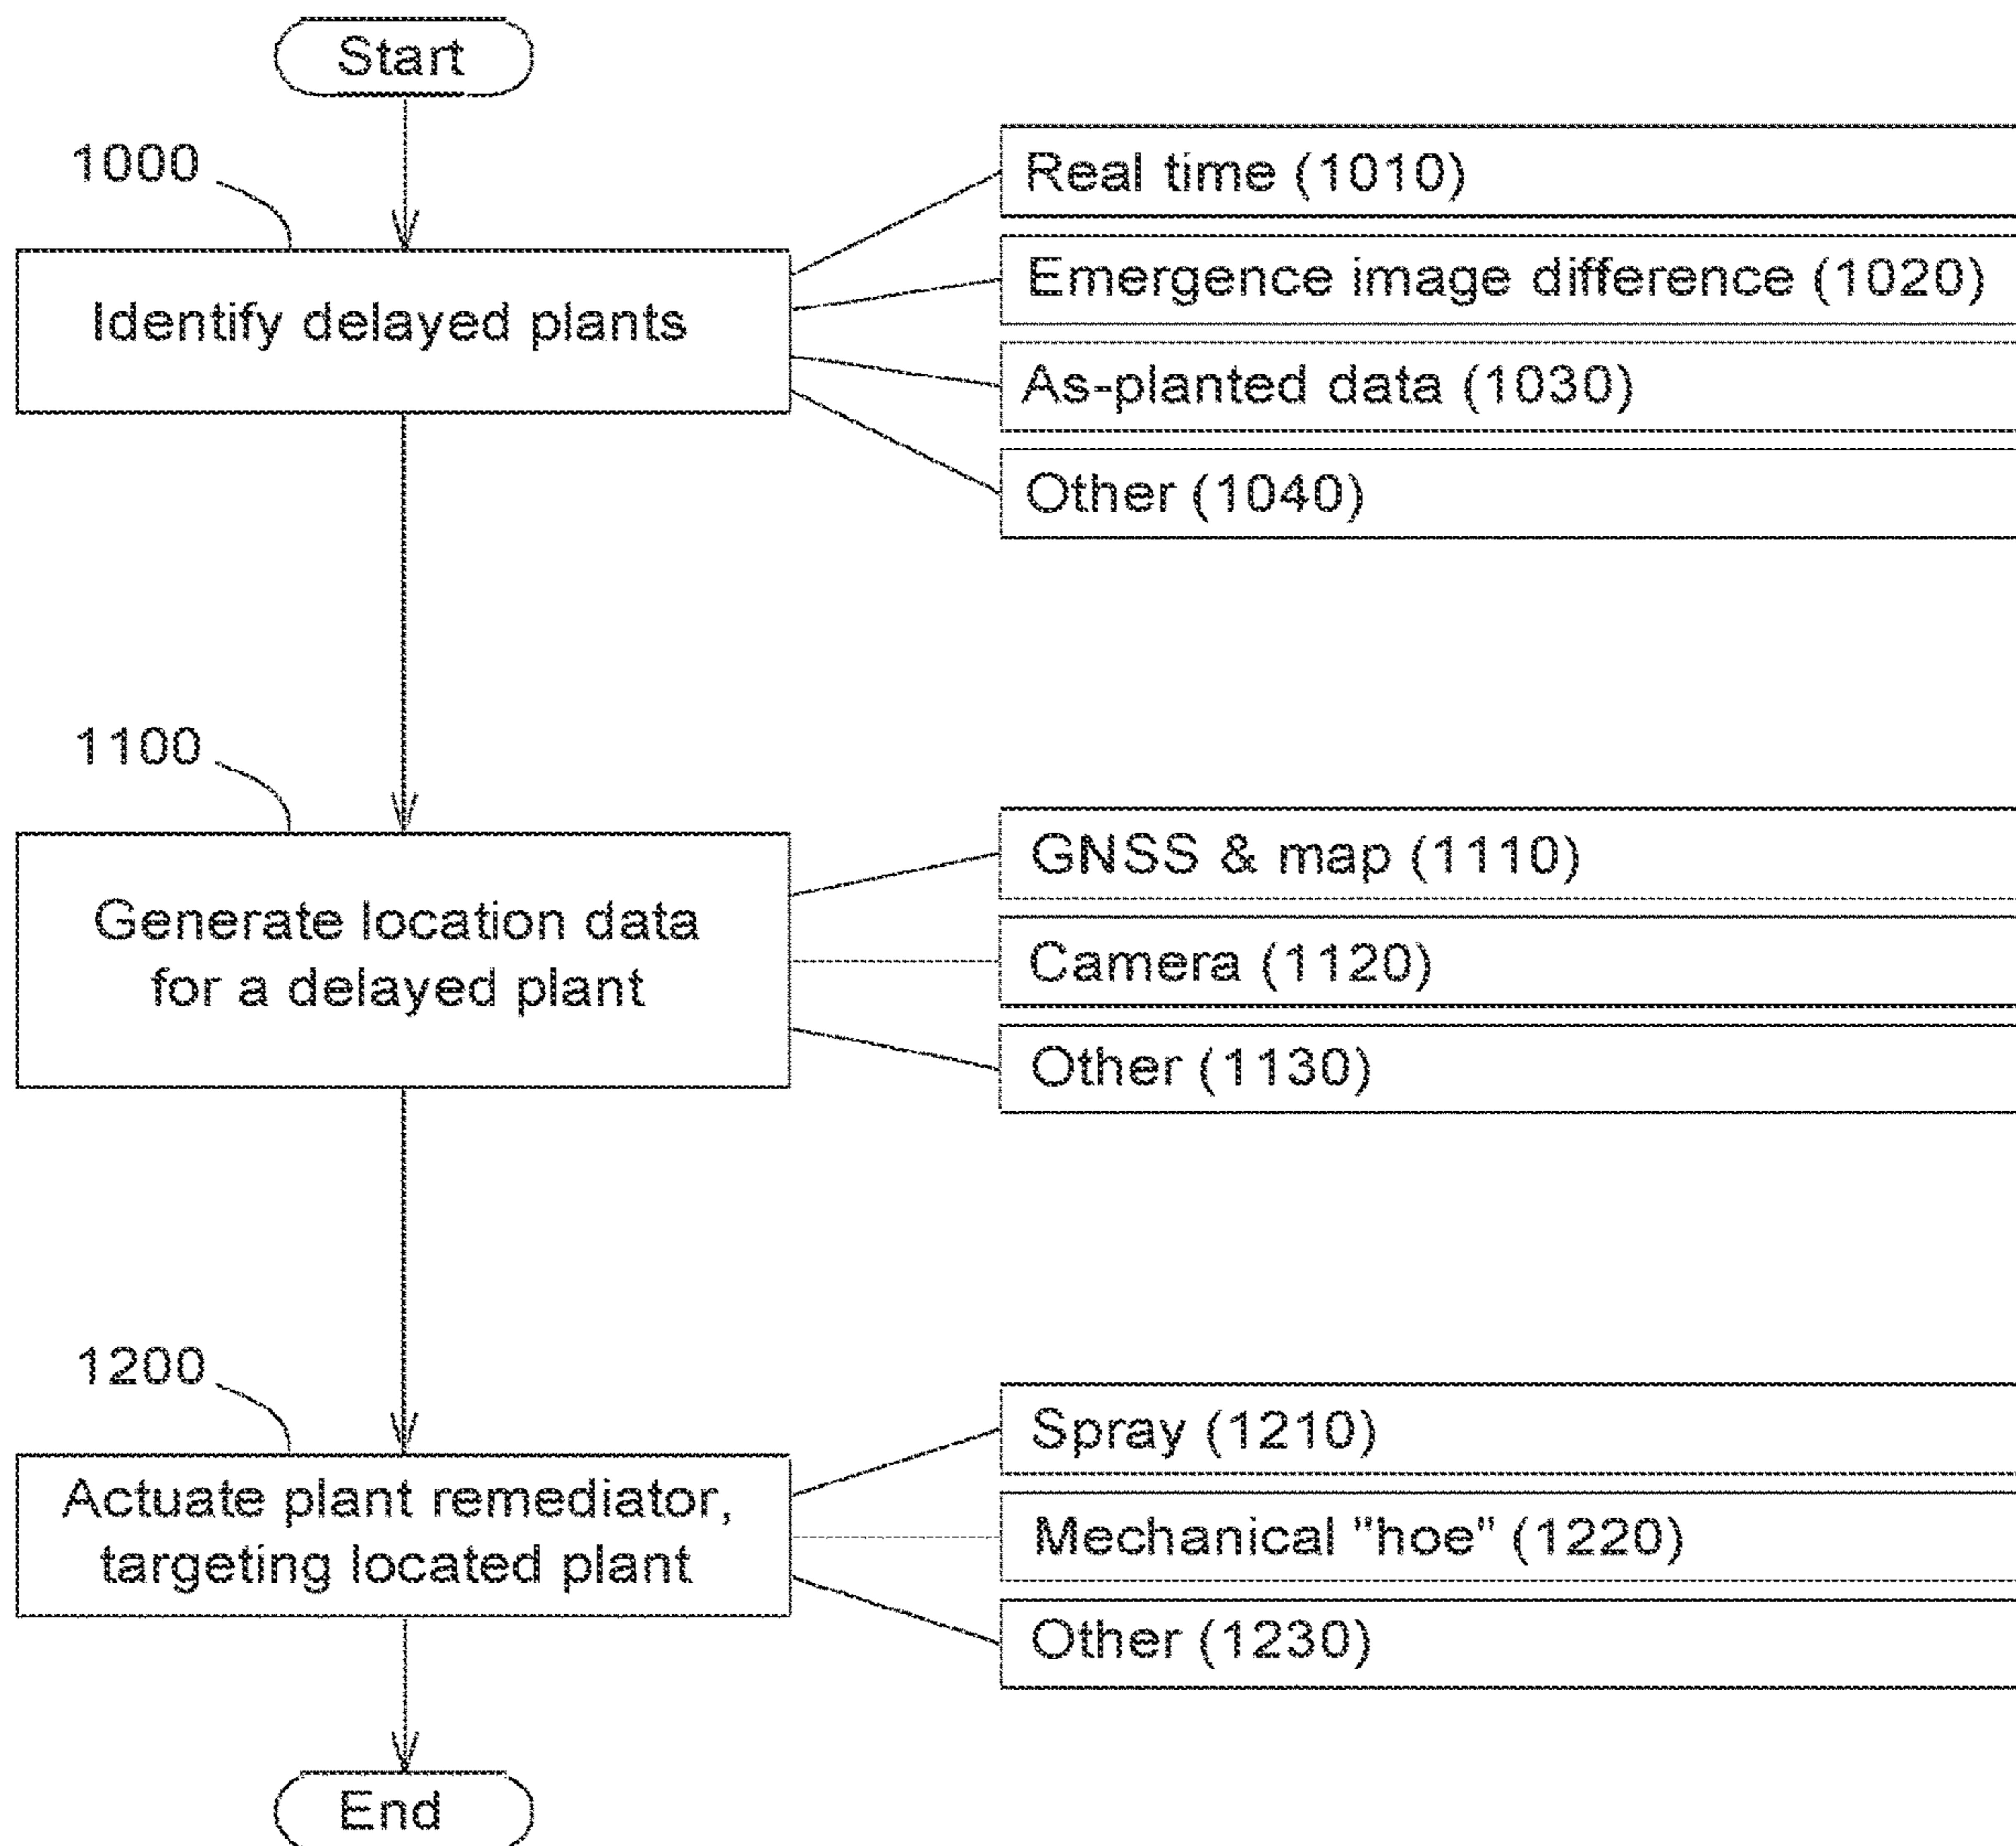 Start
1000
Identify delayed plants
Real time (1010)
Emergence image difference (1020)
As-planted data (1030)
Other (1040)
1100
Generate location data
for a delayed plant
GNSS & map (1110)
Camera (1120)
Other (1130)
1200
Actuate plant remediator,
targeting located plant
Spray (1210)
Mechanical "hoe" (1220)
Other (1230)
End